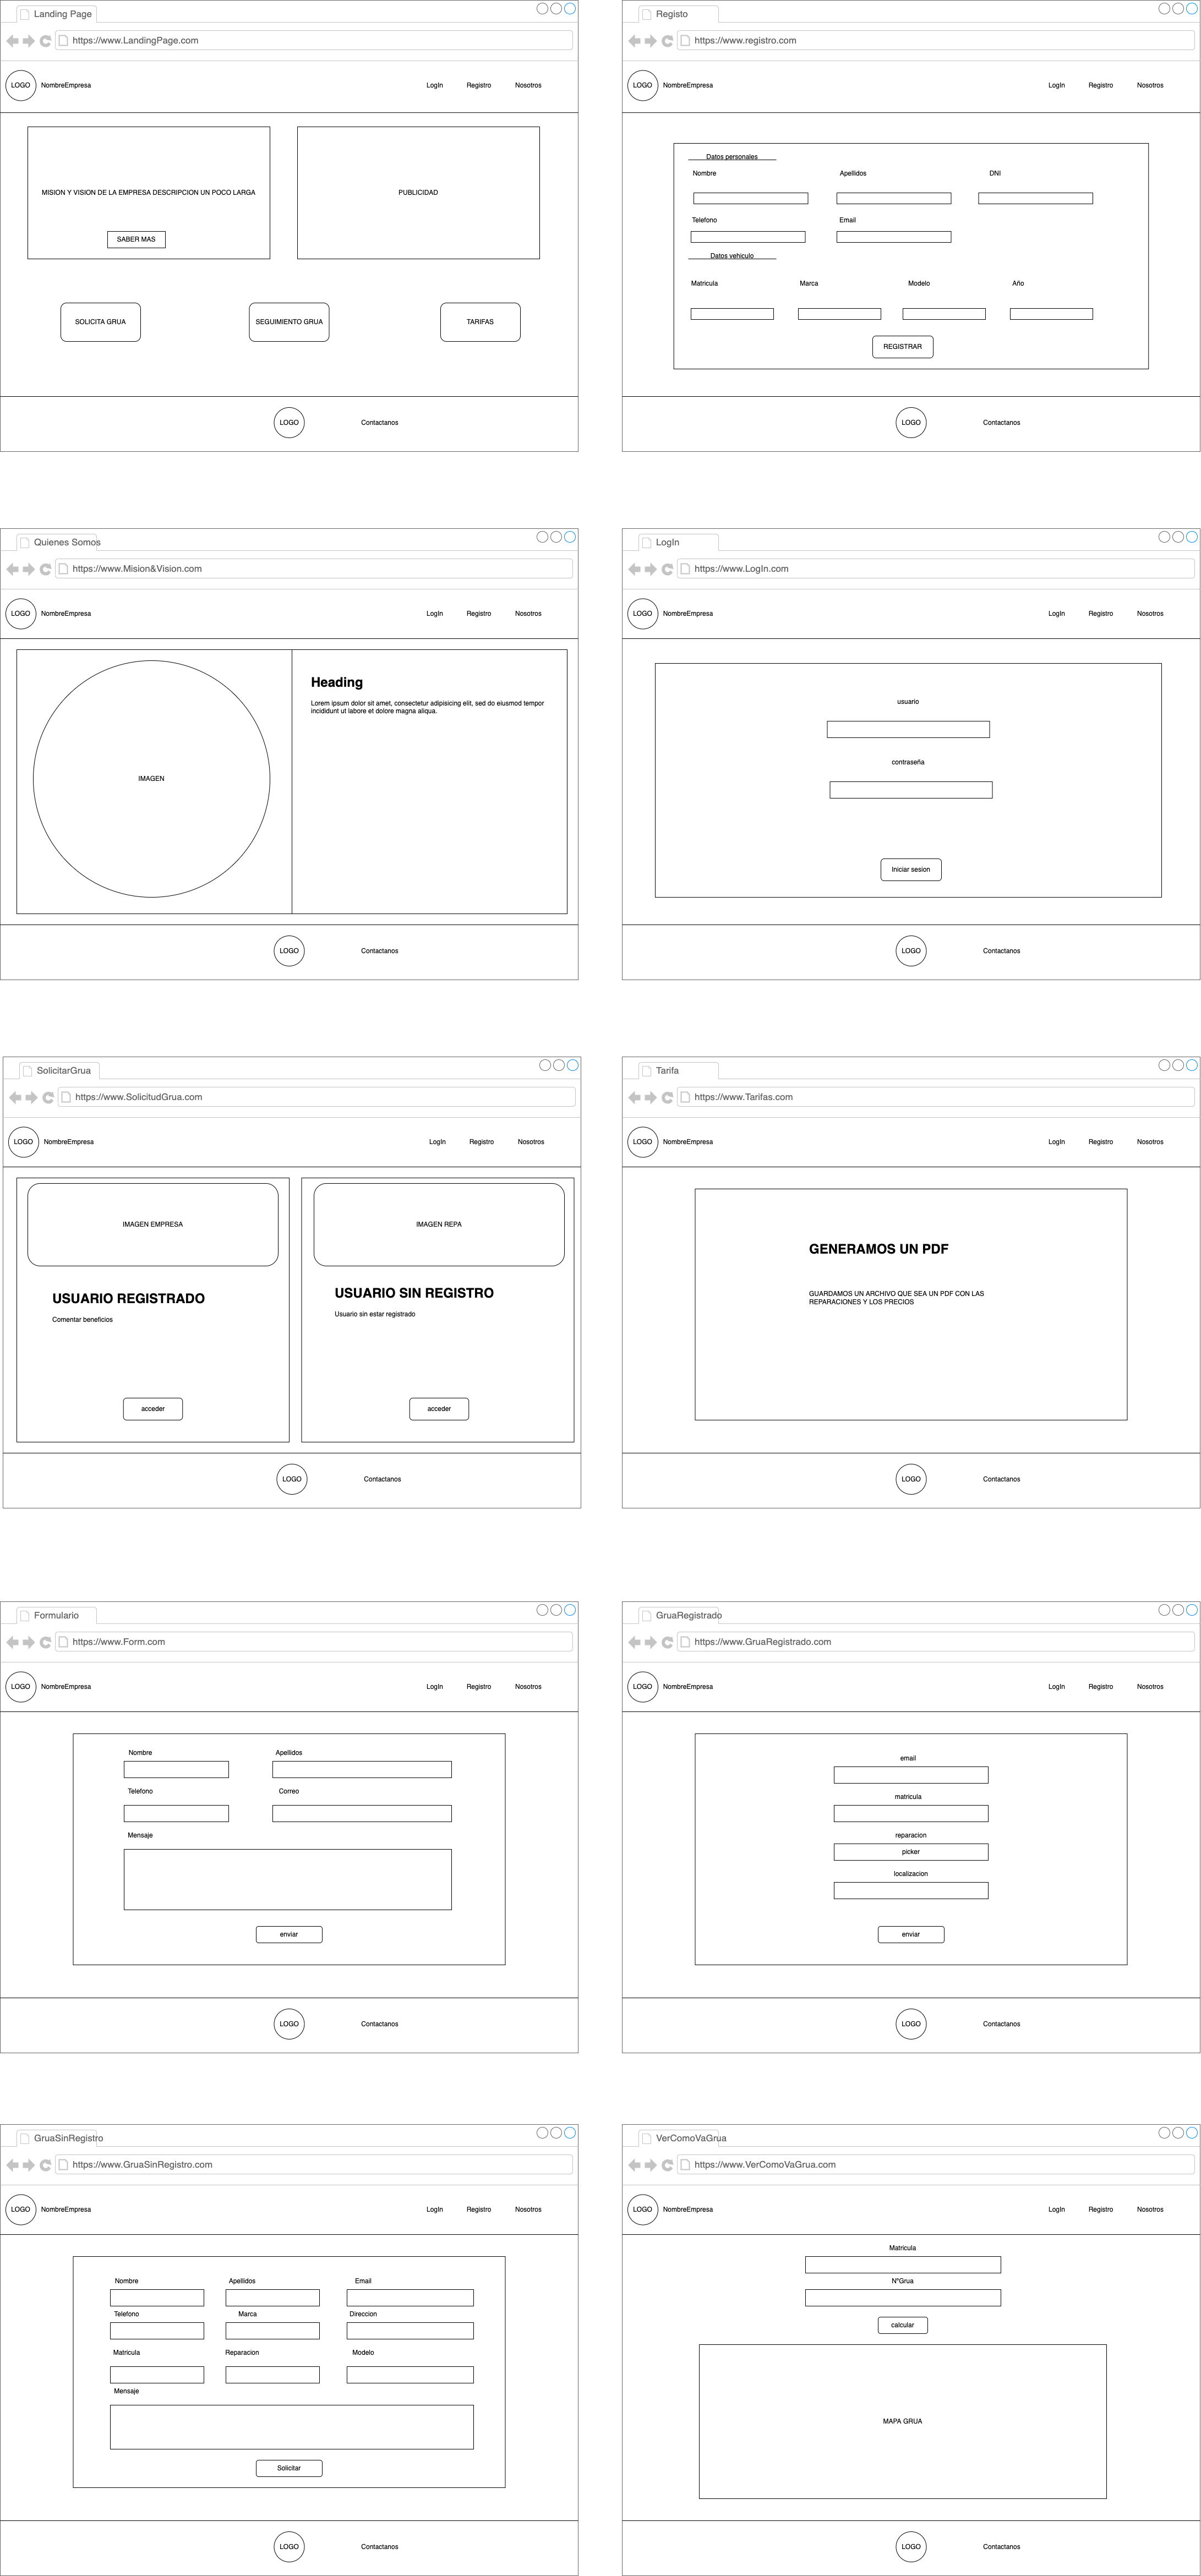 Landing Page
https://www.LandingPage.com
LOGO
NombreEmpresa
LogIn
Registro
Nosotros
MISION Y VISION DE LA EMPRESA DESCRIPCION UN POCO LARGA
SABER MAS
PUBLICIDAD
SOLICITA GRUA
SEGUIMIENTO GRUA
TARIFAS
LOGO
Contactanos
Registo
https://www.registro.com
LOGO
NombreEmpresa
LogIn
Registro
Nosotros
Datos personales
Nombre
Apellidos
DNI
Telefono
Email
Datos vehiculo
Matricula
Marca
Modelo
Año
REGISTRAR
LOGO
Contactanos
Quienes Somos
https://www.Mision&Vision.com
LOGO
NombreEmpresa
LogIn
Registro
Nosotros
IMAGEN
Heading
Lorem ipsum dolor sit amet, consectetur adipisicing elit, sed do eiusmod tempor
incididunt ut labore et dolore magna aliqua.
LOGO
Contactanos
LogIn
https://www.LogIn.com
LOGO
NombreEmpresa
LogIn
Registro
Nosotros
usuario
contraseña
Iniciar sesion
LOGO
Contactanos
SolicitarGrua
https://www.SolicitudGrua.com
LOGO
NombreEmpresa
LogIn
Registro
Nosotros
IMAGEN EMPRESA
USUARIO REGISTRADO
Comentar beneficios
acceder
IMAGEN REPA
USUARIO SIN REGISTRO
Usuario sin estar registrado
acceder
LOGO
Contactanos
Tarifa
https://www.Tarifas.com
LOGO
NombreEmpresa
LogIn
Registro
Nosotros
GENERAMOS UN PDF
GUARDAMOS UN ARCHIVO QUE SEA UN PDF CON LAS
REPARACIONES Y LOS PRECIOS
LOGO
Contactanos
Formulario
https://www.Form.com
LOGO
NombreEmpresa
LogIn
Registro
Nosotros
Nombre
Apellidos
Telefono
Correo
Mensaje
enviar
LOGO
Contactanos
GruaRegistrado
https://www.GruaRegistrado.com
LOGO
NombreEmpresa
LogIn
Registro
Nosotros
email
matricula
reparacion
picker
localizacion
enviar
LOGO
Contactanos
GruaSinRegistro
https://www.GruaSinRegistro.com
LOGO
NombreEmpresa
LogIn
Registro
Nosotros
Nombre
Apellidos
Email
Telefono
Marca
Direccion
Matricula
Reparacion
Modelo
Mensaje
Solicitar
LOGO
Contactanos
VerComoVaGrua
https://www.VerComoVaGrua.com
LOGO
NombreEmpresa
LogIn
Registro
Nosotros
Matricula
NºGrua
calcular
MAPA GRUA
LOGO
Contactanos